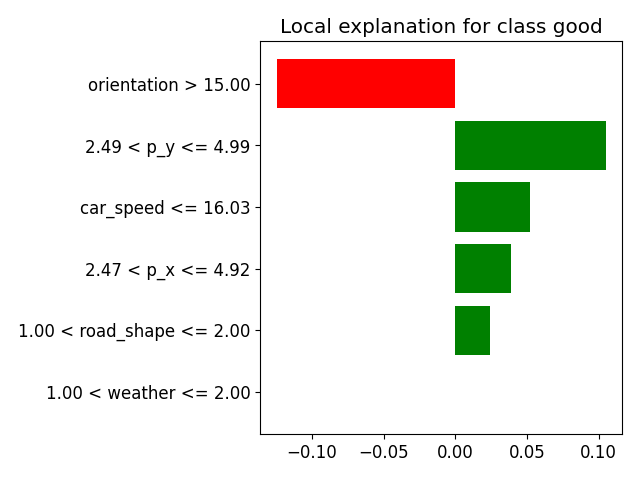 Local explanation for class good
orientation > 15.00
2.49 < p_y <= 4.99
car_speed <= 16.03
2.47 < p_x <= 4.92
1.00 < road_shape <= 2.00
1.00 < weather <= 2.00
−0.10 −0.05 0.00 0.05 0.10